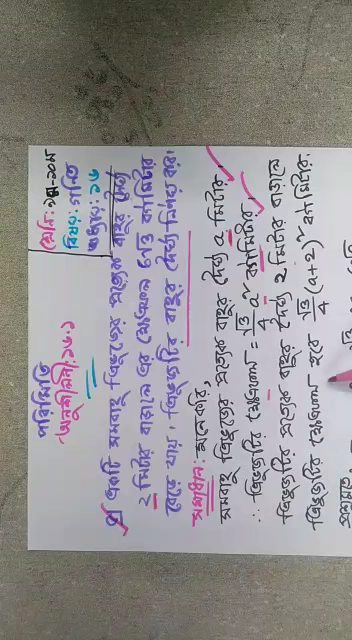 শ্রেনি: ৯ম-১০ম
বিষয়: গণিত
অধ্যায়: ১৬
পরিমিতি
অনুশীলনী: ১৬.১
একটি সমবাহু ত্রিভুজের প্রত্যেক বাহুর দৈর্ঘ্য
২ মিটার বাড়ালে এর ক্ষেত্রফল ৬√৩ বর্গমিটার
বেড়ে যায়। ত্রিভুজটির বাহুর দৈর্ঘ্য নির্ণয় কর।
সমাধান: মনে করি,
সমবাহু ত্রিভুজের প্রত্যেক বাহুর দৈর্ঘ্য a মিটার,
∴ ত্রিভুজটির ক্ষেত্রফল = √3/4 a² বর্গমিটার,
ত্রিভুজটির প্রত্যেক বাহুর দৈর্ঘ্য 2 মিটার বাড়ালে
ত্রিভুজটির ক্ষেত্রফল হবে √3/4 (a+2)² বর্গমিটার.
প্রশ্নমতে,